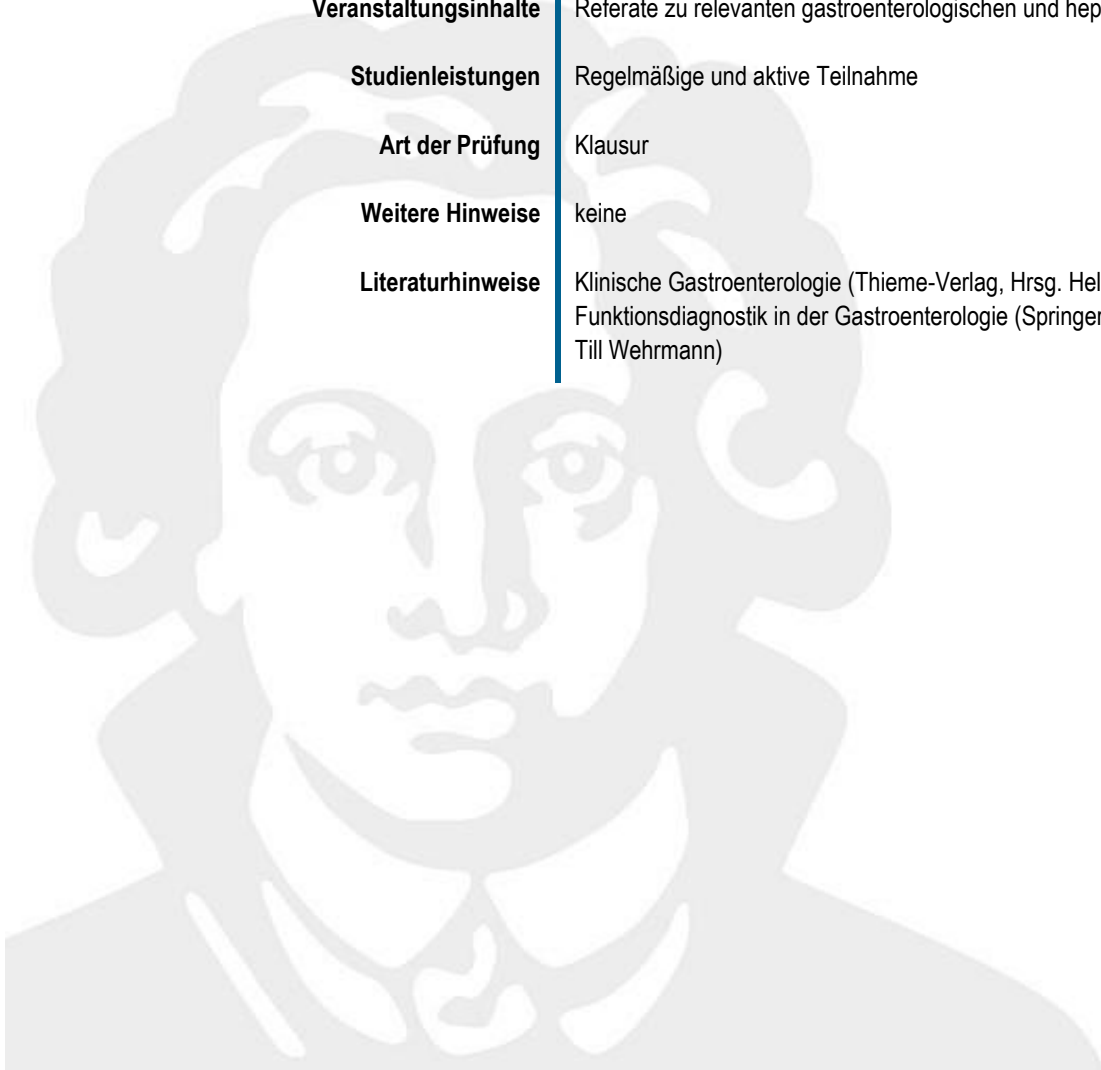 Veranstaltungsinhalte Referate zu relevanten gastroenterologischen und hep
Studienleistungen Regelmäßige und aktive Teilnahme
Art der Prüfung Klausur
Weitere Hinweise keine
Literaturhinweise Klinische Gastroenterologie (Thieme-Verlag, Hrsg. Hel
Funktionsdiagnostik in der Gastroenterologie (Springer
Till Wehrmann)